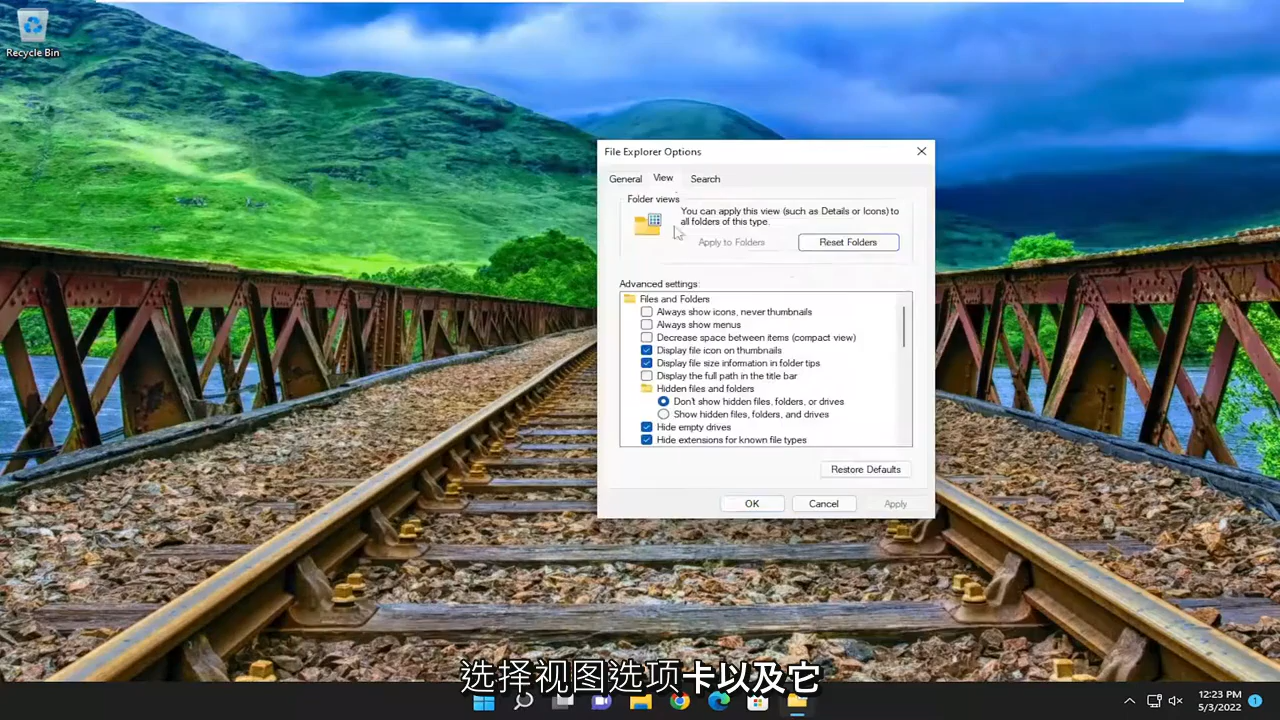 Recycle Bin
File Explorer Options
General
View
Search
Folder views
You can apply this view (such as Details or Icons) to
all folders of this type.
Apply to Folders
Reset Folders
Advanced settings:
Files and Folders
Always show icons, never thumbnails
Always show menus
Decrease space between items (compact view)
Display file icon on thumbnails
Display file size information in folder tips
Display the full path in the title bar
Hidden files and folders
Don't show hidden files, folders, or drives
Show hidden files, folders, and drives
Hide empty drives
Hide extensions for known file types
Restore Defaults
OK
Cancel
Apply
选择视图选项卡以及它
12:23 PM
5/3/2022
1